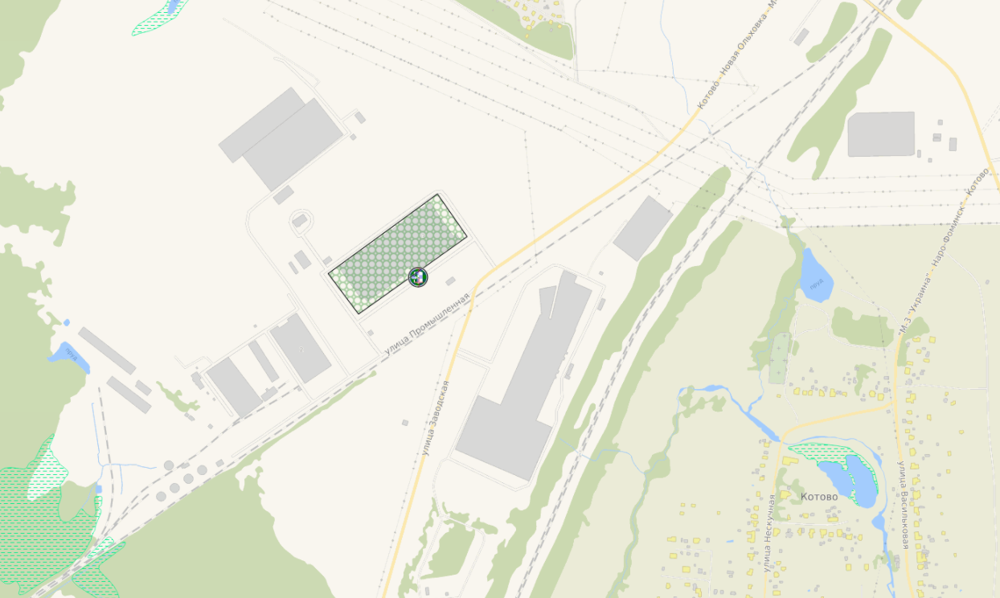 Котово - Новая Ольховка - М-
"М-3 "Украина" - Наро-Фоминск" - Котово
пруд
улица Промышленная
пруд
улица Заводская
Котово
улица Васильковая
улица Нескучная